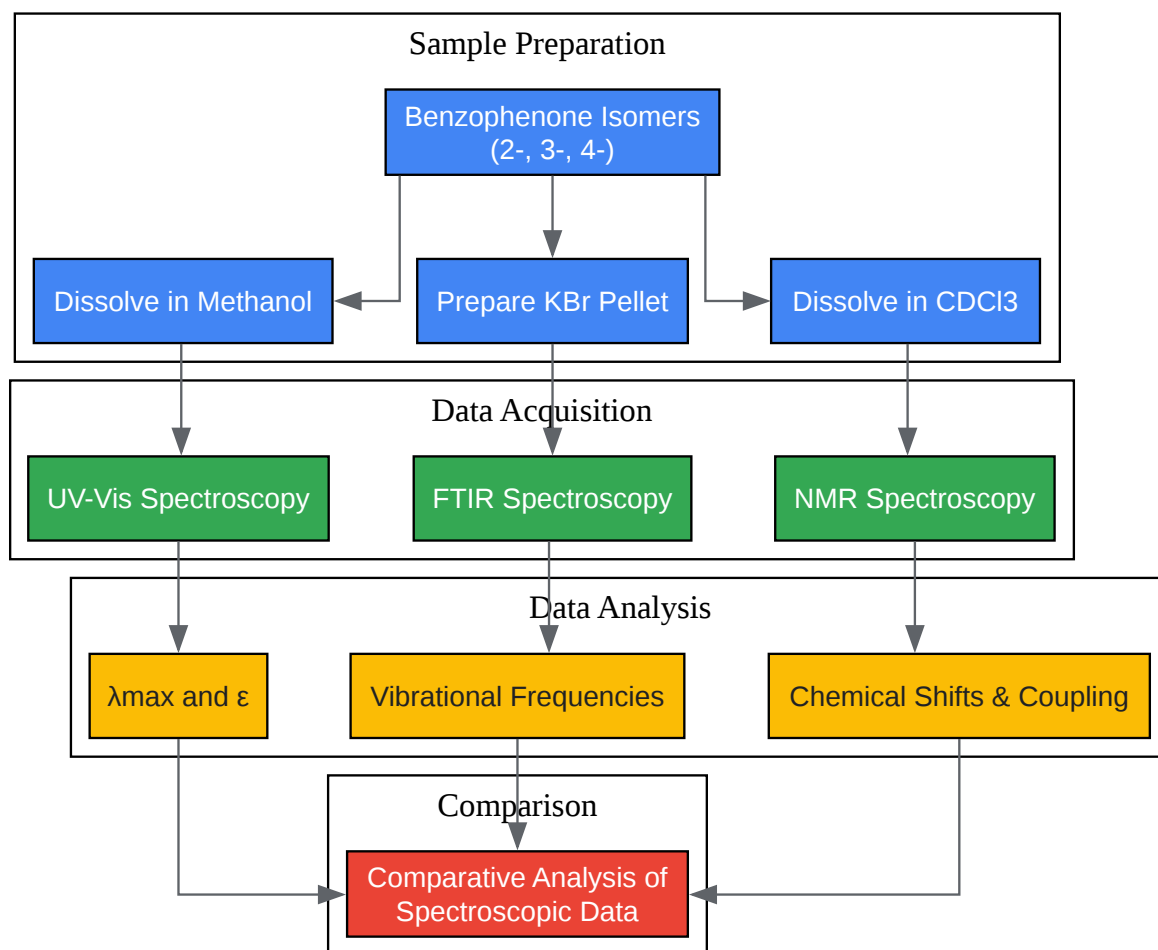 Sample Preparation
Benzophenone Isomers
(2-, 3-, 4-)
Dissolve in Methanol
Prepare KBr Pellet
Dissolve in CDCl3
Data Acquisition
UV-Vis Spectroscopy
FTIR Spectroscopy
NMR Spectroscopy
Data Analysis
λmax and ε
Vibrational Frequencies
Chemical Shifts & Coupling
Comparison
Comparative Analysis of
Spectroscopic Data